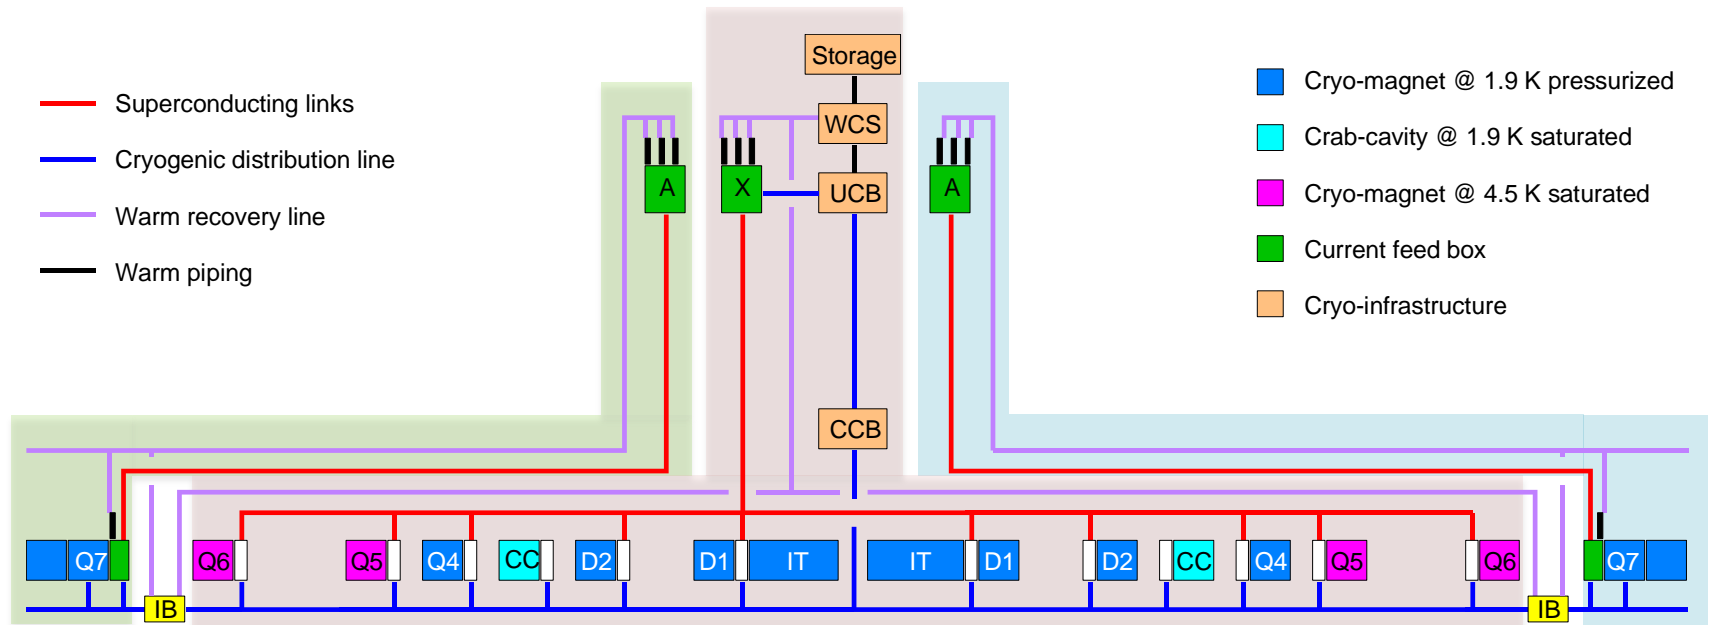 Storage
Superconducting links
Cryogenic distribution line
Warm recovery line
Warm piping
WCS
A
X
UCB
A
CCB
Cryo-magnet @ 1.9 K pressurized
Crab-cavity @ 1.9 K saturated
Cryo-magnet @ 4.5 K saturated
Current feed box
Cryo-infrastructure
Q7 Q6 Q5 Q4 CC D2 D1 IT IT D1 D2 CC Q4 Q5 Q6 Q7
IB IB